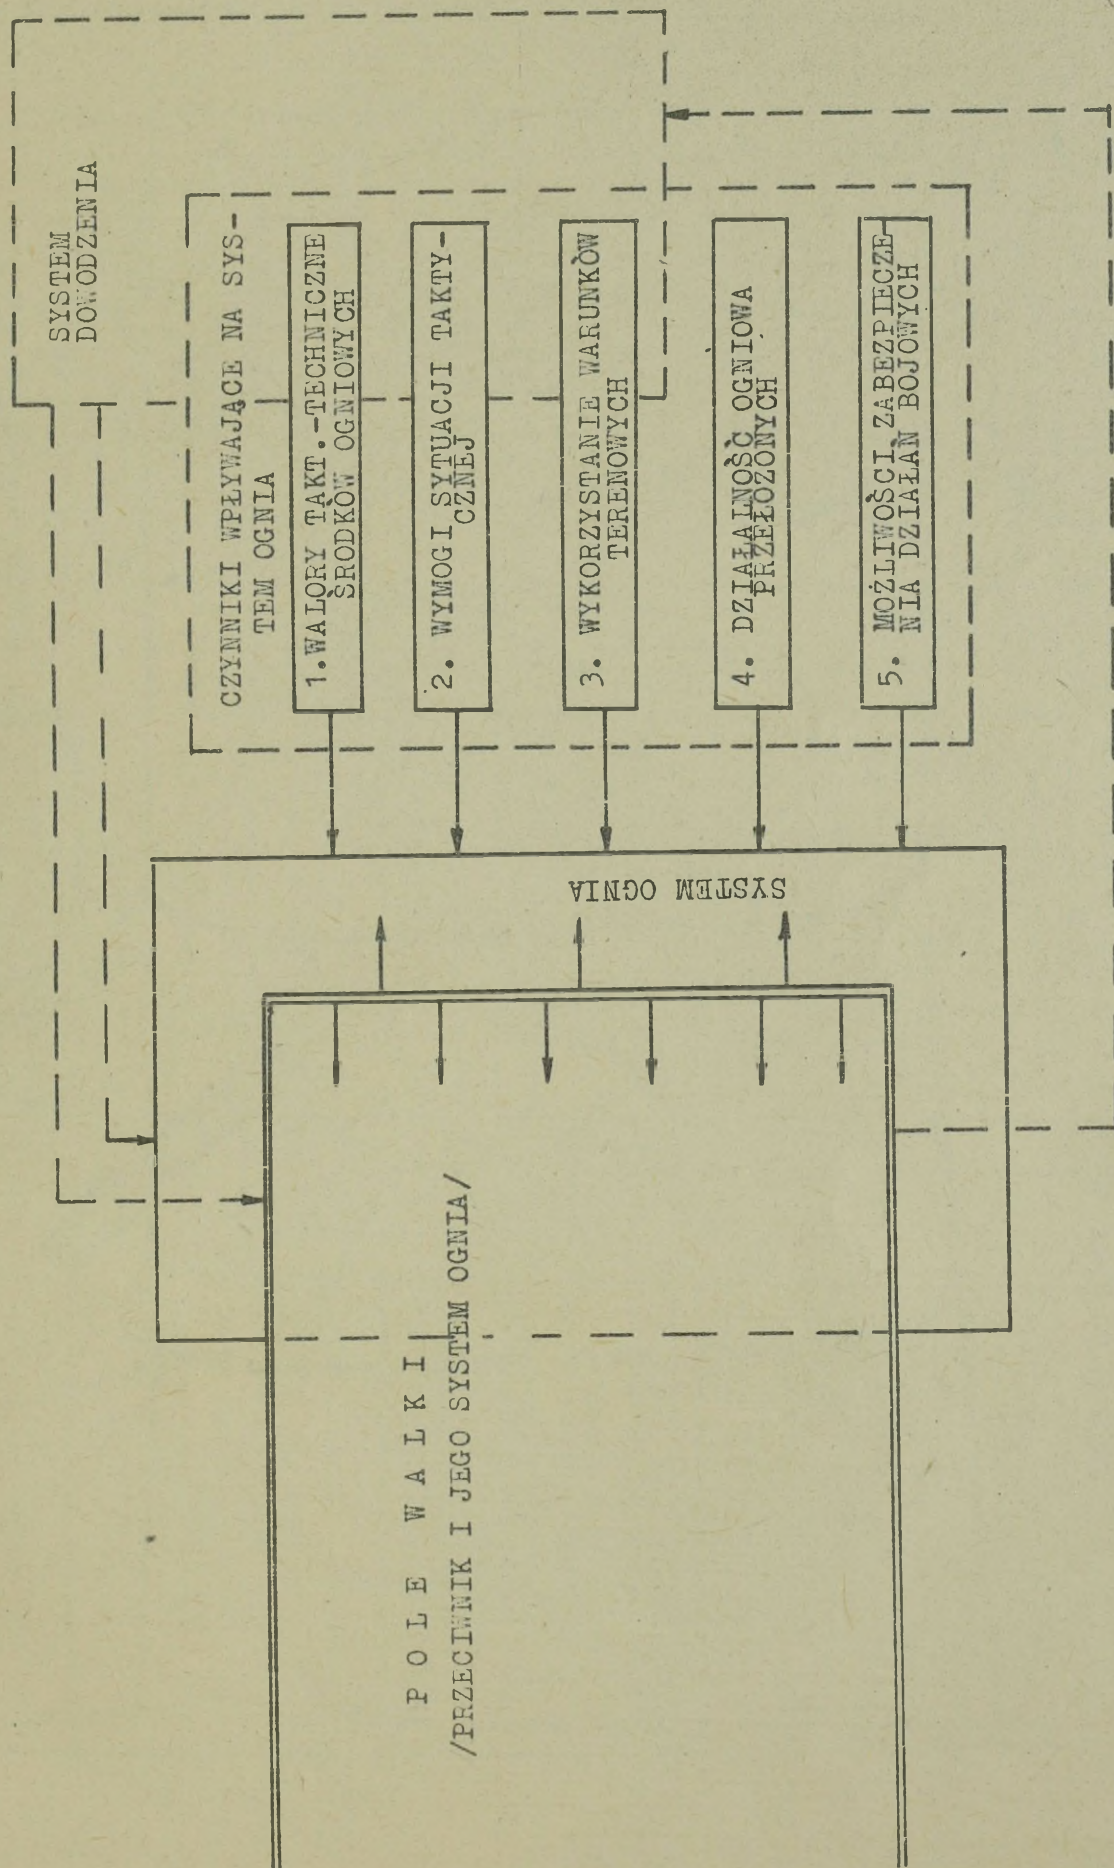 SYSTEM
DOWODZENIA
CZYNNIKI WPŁYWAJĄCE NA SYS-
TEM OGNIA
1.WALORY TAKT.-TECHNICZNE
ŚRODKÓW OGNIOWYCH
2. WYMOGI SYTUACJI TAKTY-
CZNEJ
3. WYKORZYSTANIE WARUNKÓW
TERENOWYCH
4. DZIAŁALNOŚĆ OGNIOWA
PRZEŁOŻONYCH
5. MOŻLIWOŚCI ZABEZPIECZE-
NIA DZIAŁAŃ BOJOWYCH
SYSTEM OGNIA
P O L E W A L K I
/PRZECIWNIK I JEGO SYSTEM OGNIA/